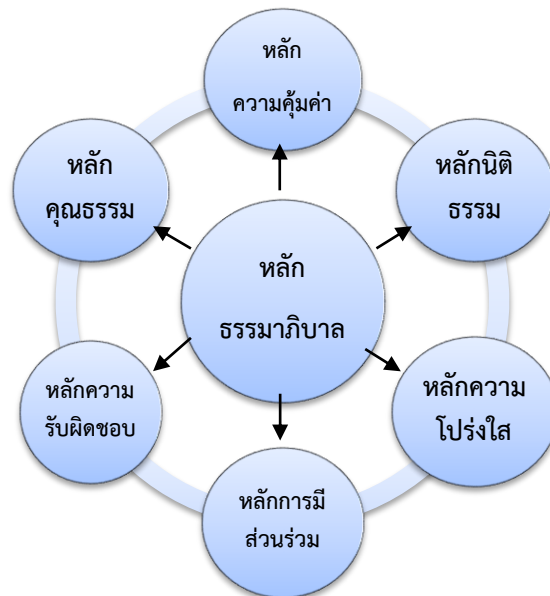 หลัก
ความคุ้มค่า
หลักนิติ
ธรรม
หลักความ
โปร่งใส
หลักการมี
ส่วนร่วม
หลักความ
รับผิดชอบ
หลัก
คุณธรรม
หลัก
ธรรมาภิบาล